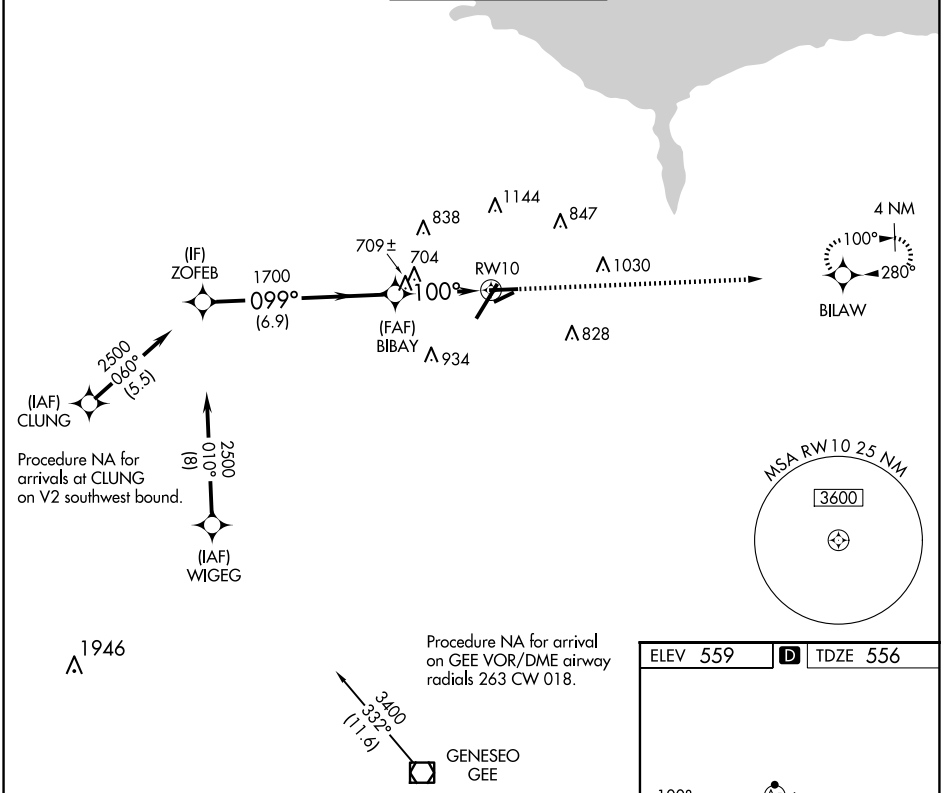 1144
838
847
4 NM
709±
704
100°
RW10
1030
280°
(IF)
ZOFEB
1700
099°
(6.9)
100°
BILAW
(FAF)
BIBAY
828
934
2500
060°
(5.5)
(IAF)
CLUNG
Procedure NA for
arrivals at CLUNG
on V2 southwest bound.
2500
010°
(8)
MSA RW10 25 NM
3600
(IAF)
WIGEG
1946
Procedure NA for arrival
on GEE VOR/DME airway
radials 263 CW 018.
ELEV 559
D
TDZE 556
3400
332°
(11.6)
GENESEO
GEE